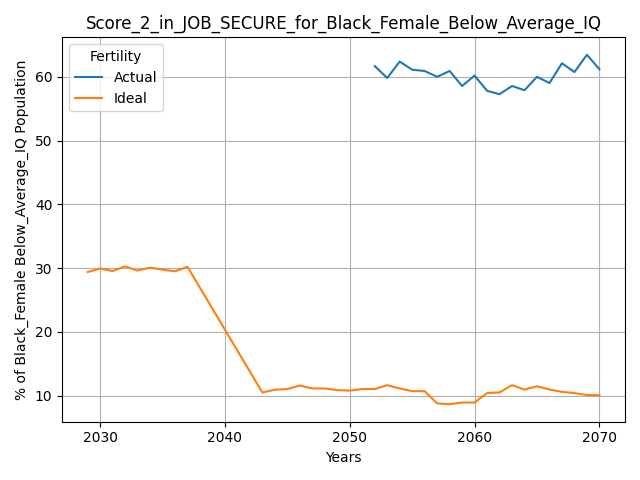 Score_2_in_JOB_SECURE_for_Black_Female_Below_Average_IQ
% of Black_Female Below_Average_IQ Population
Fertility
Actual
Ideal
60
50
40
30
20
10
2030 2040 2050 2060 2070
Years